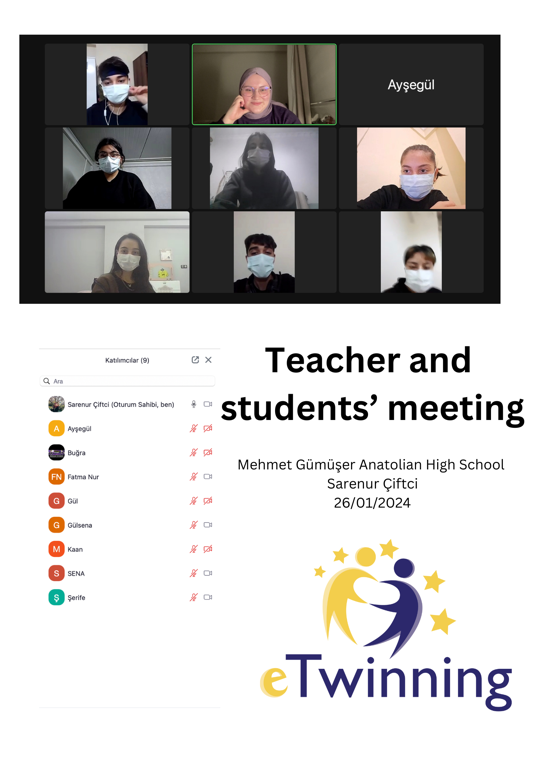 Ayşegül
Katılımcılar (9)
Ara
Sarenur Çiftci (Oturum Sahibi, ben)
A Ayşegül
Buğra
FN Fatma Nur
G Gül
G Gülsena
M Kaan
S SENA
Ş Şerife
Teacher and
students’ meeting
Mehmet Gümüşer Anatolian High School
Sarenur Çiftci
26/01/2024
eTwinning